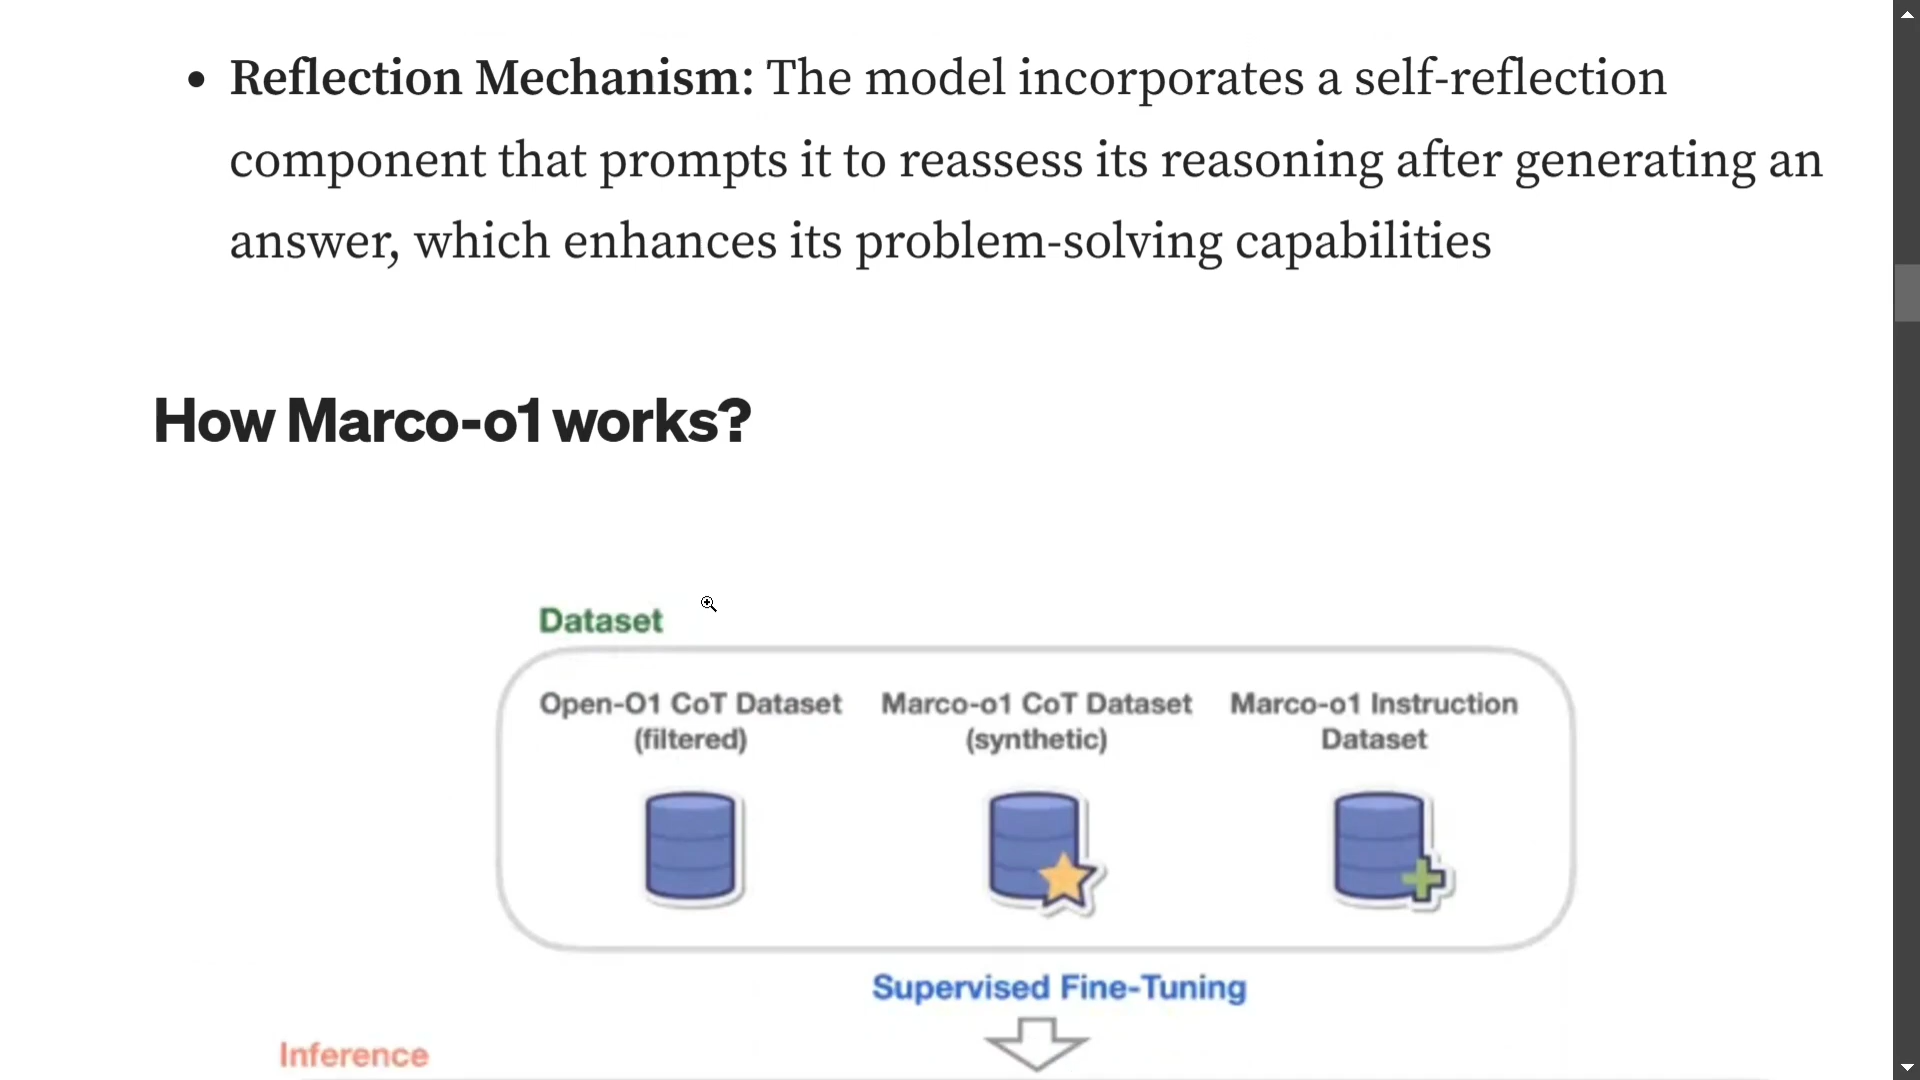 Reflection Mechanism: The model incorporates a self-reflection
component that prompts it to reassess its reasoning after generating an
answer, which enhances its problem-solving capabilities
How Marco-o1 works?
Dataset
Open-O1 CoT Dataset
(filtered)
Marco-o1 CoT Dataset
(synthetic)
Marco-o1 Instruction
Dataset
Supervised Fine-Tuning
Inference